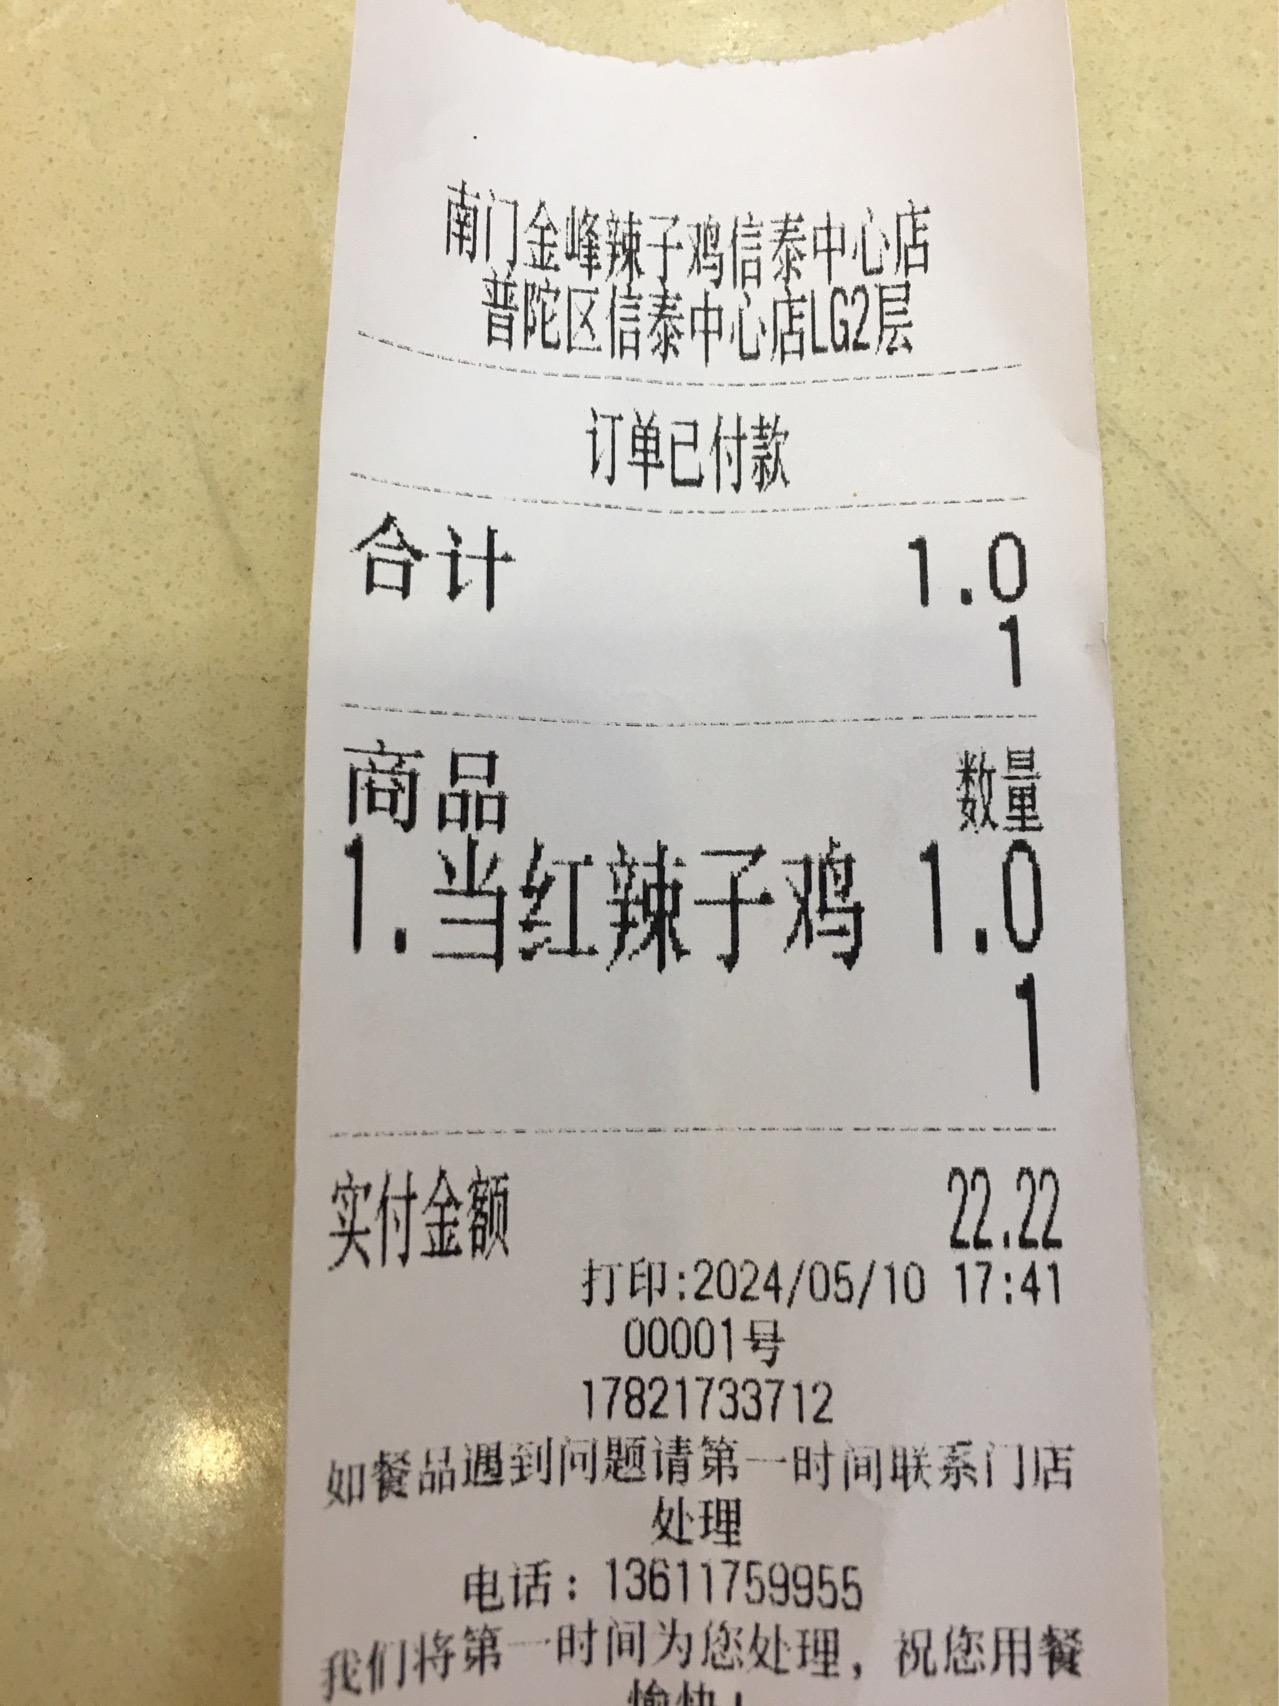 南门金峰辣子鸡信泰中心店
普陀区信泰中心店LG2层
订单已付款
合计 1.0
1
商品 数量
1.当红辣子鸡 1.0
1
实付金额 22.22
打印:2024/05/10 17:41
00001号
17821733712
如餐品遇到问题请第一时间联系门店
处理
电话：13611759955
我们将第一时间为您处理，祝您用餐
愉快！